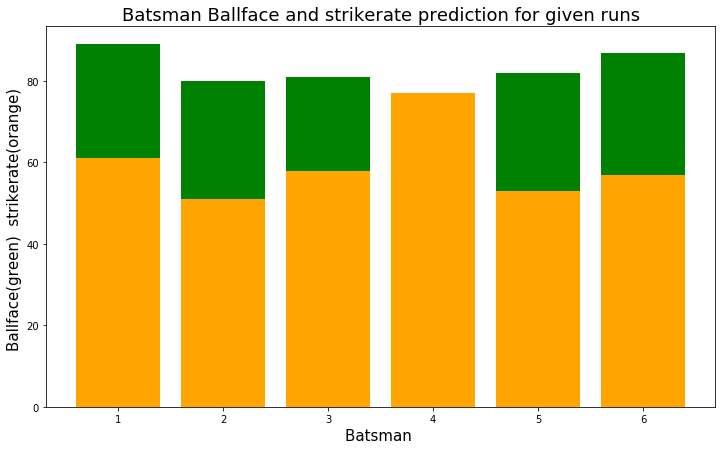 Batsman Ballface and strikerate prediction for given runs
Ballface(green)  strikerate(orange)
80
60
40
20
0
1 2 3 4 5 6
Batsman